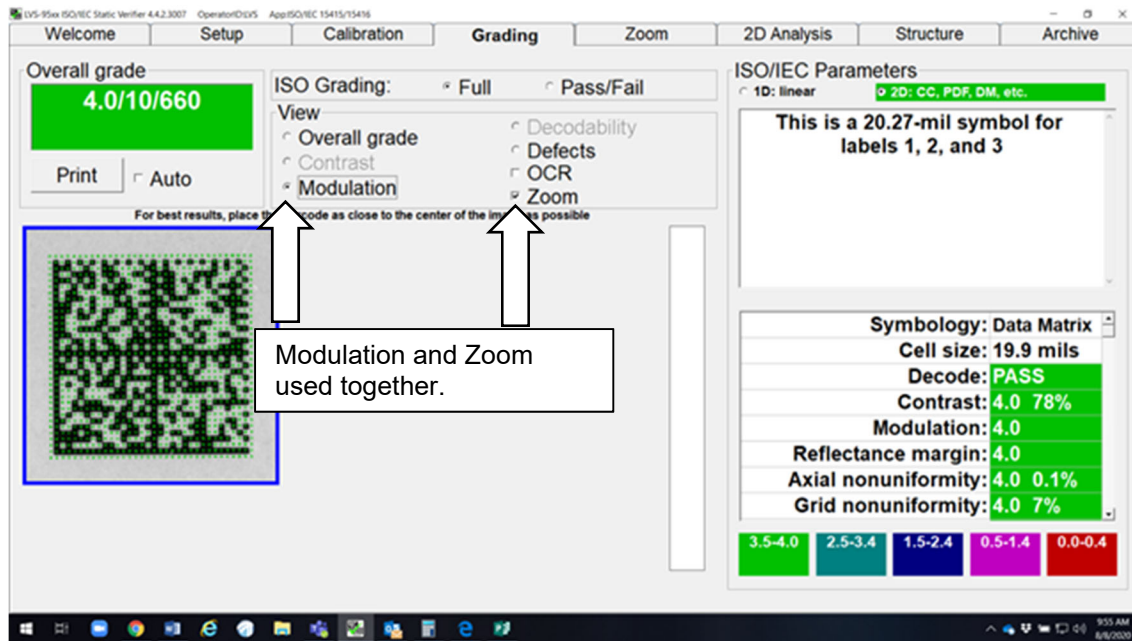 LVS-95xx ISO/IEC Static Verifier 4.4.2.3007 OperatorID:LVS App:ISO/IEC 15415/15416
Welcome Setup Calibration Grading Zoom 2D Analysis Structure Archive
Overall grade
4.0/10/660
Print Auto
ISO Grading: Full Pass/Fail
View
Overall grade
Contrast
Modulation
Decodability
Defects
OCR
Zoom
For best results, place code as close to the center of the as possible
Modulation and Zoom
used together.
ISO/IEC Parameters
1D: linear 2D: CC, PDF, DM, etc.
This is a 20.27-mil symbol for
labels 1, 2, and 3
Symbology: Data Matrix
Cell size: 19.9 mils
Decode: PASS
Contrast: 4.0 78%
Modulation: 4.0
Reflectance margin: 4.0
Axial nonuniformity: 4.0 0.1%
Grid nonuniformity: 4.0 7%
3.5-4.0 2.5-3.4 1.5-2.4 0.5-1.4 0.0-0.4
9:55 AM